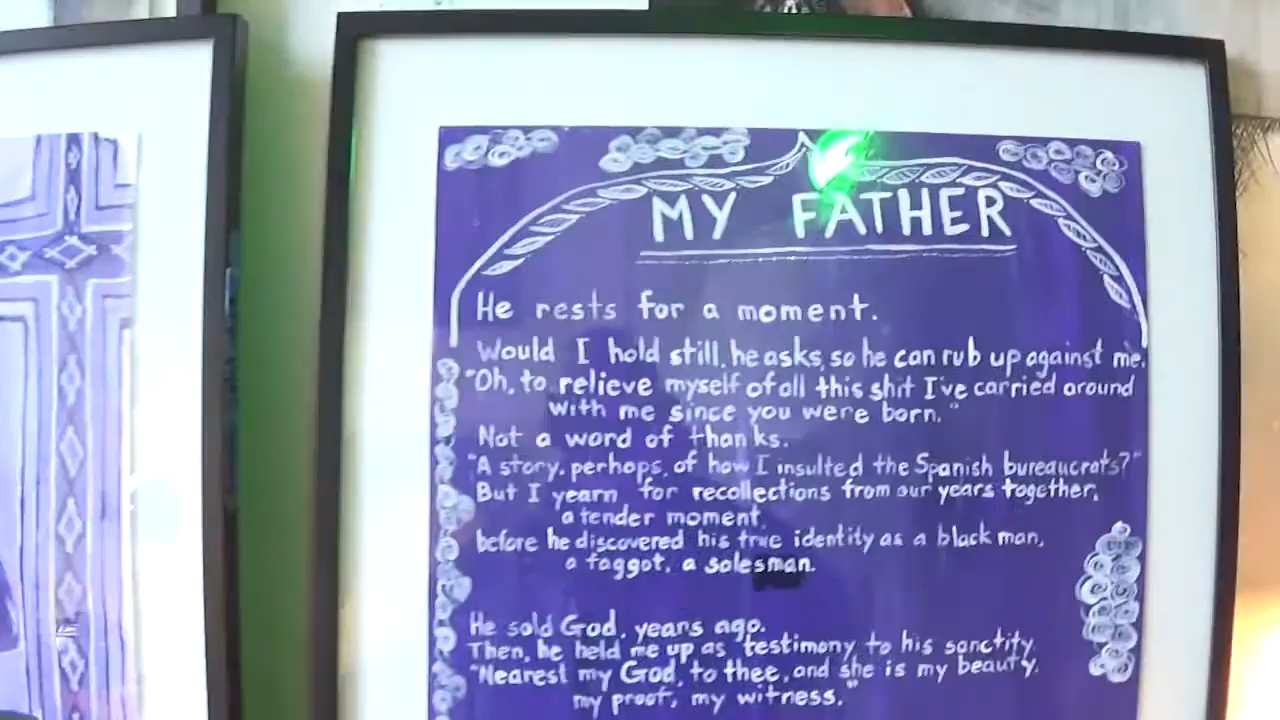 MY FATHER
He rests for a moment.
Would I hold still, he asks, so he can rub up against me.
"Oh, to relieve myself of all this shit I've carried around
with me since you were born."
Not a word of thanks.
"A story, perhaps, of how I insulted the Spanish bureaucrats?"
But I yearn for recollections from our years together,
a tender moment,
before he discovered his true identity as a black man,
a faggot, a salesman.
He sold God, years ago.
Then, he held me up as testimony to his sanctity.
"Nearest my God, to thee, and she is my beauty,
my proof, my witness."